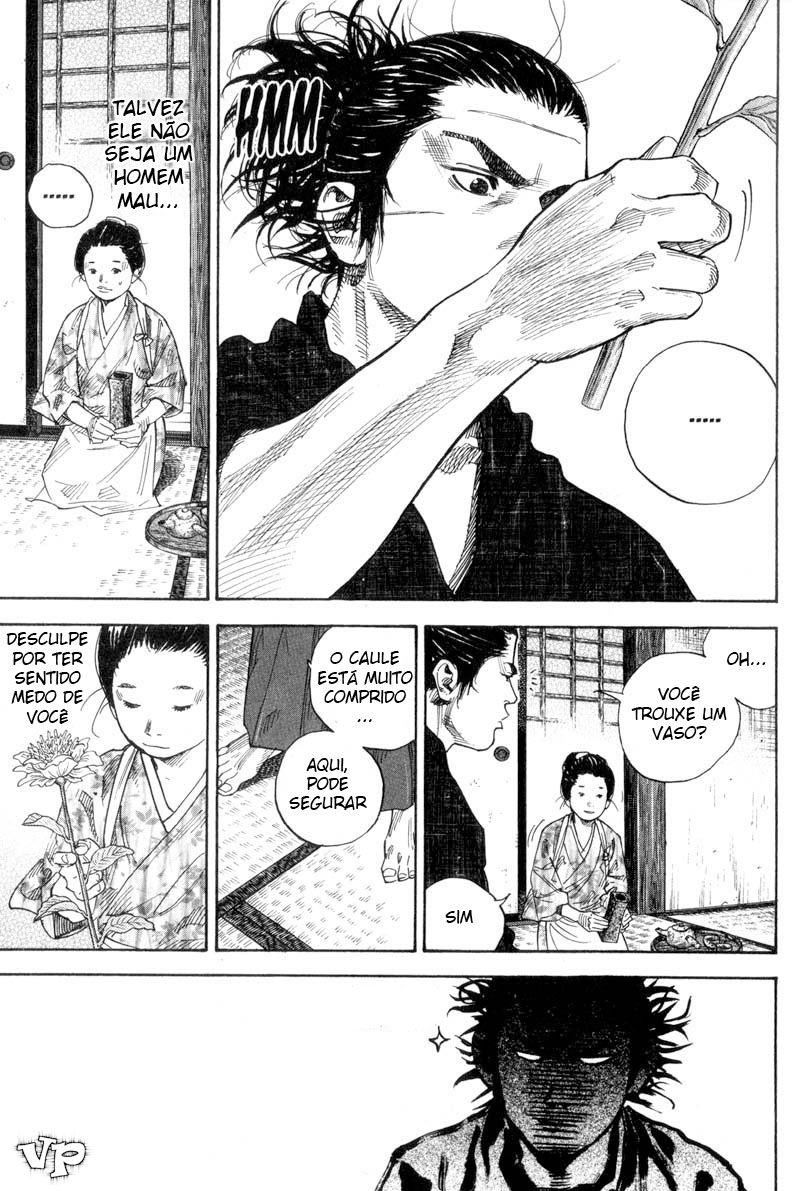 .....
HMM
TALVEZ
ELE NÃO
SEJA UM
HOMEM
MAU...
.....
OH...
VOCÊ
TROUXE UM
VASO?
SIM
O CAULE
ESTÁ MUITO
COMPRIDO
...
AQUI,
PODE
SEGURAR
DESCULPE
POR TER
SENTIDO
MEDO DE
VOCÊ
VP